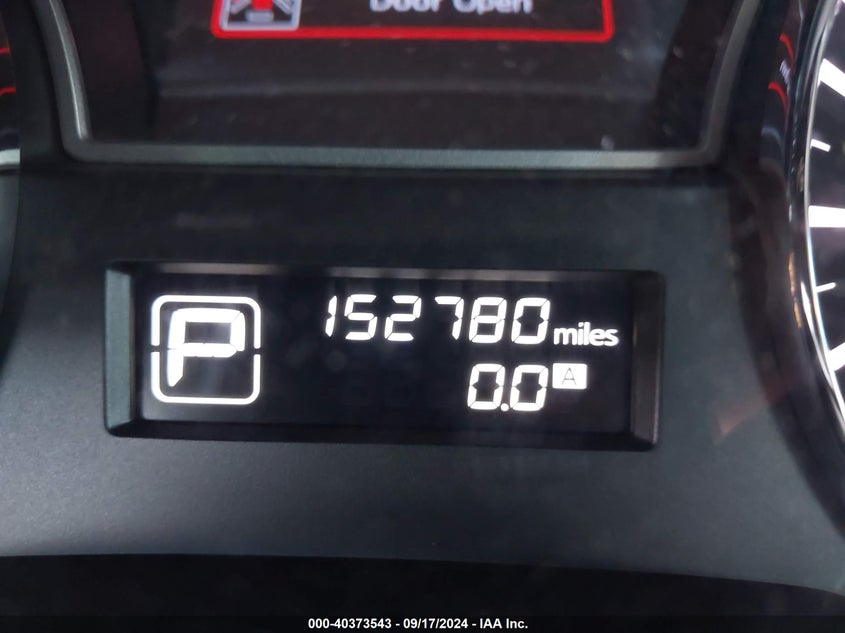 Door Open
P
152780 miles
0.0 A
000-40373543 - 09/17/2024 - IAA Inc.